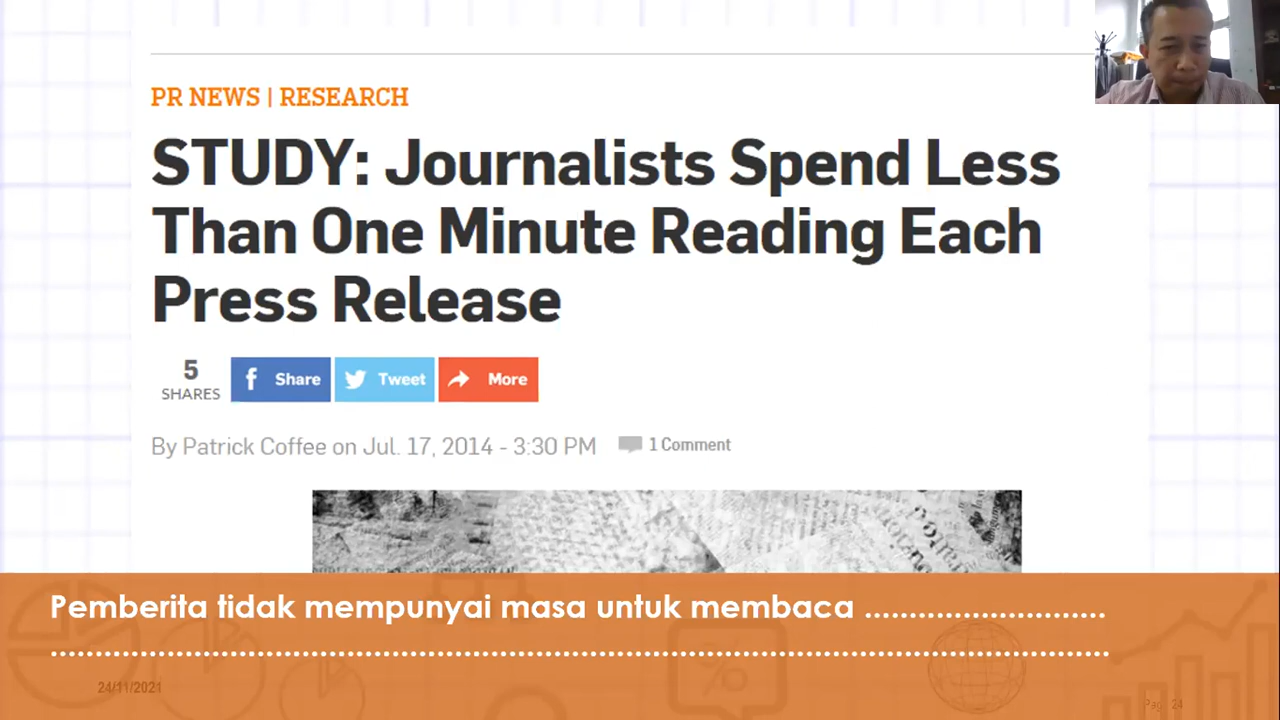 PR NEWS | RESEARCH
STUDY: Journalists Spend Less
Than One Minute Reading Each
Press Release
5
SHARES
Share
Tweet
More
By Patrick Coffee on Jul. 17, 2014 - 3:30 PM
1 Comment
Pemberita tidak mempunyai masa untuk membaca ...........................
......................................................................................................................
24/11/2021
Page 24